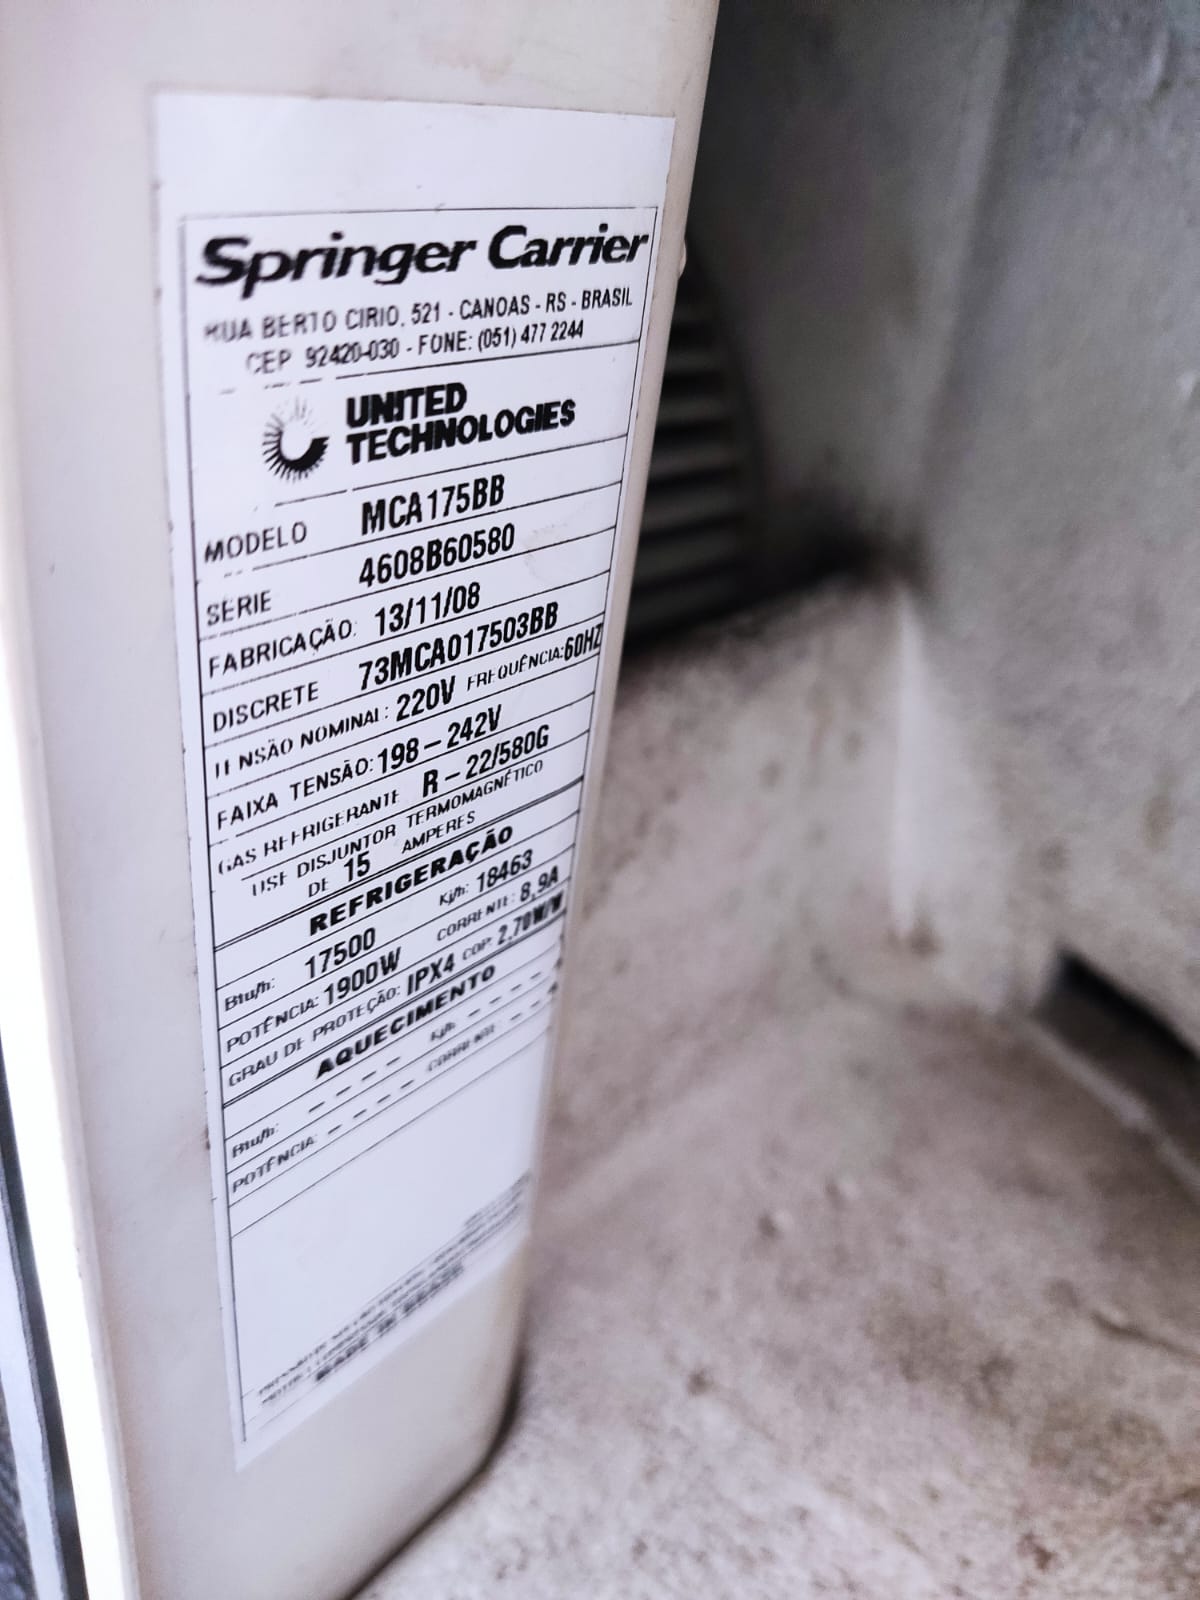 Springer Carrier
RUA BERTO CIRIO, 521 - CANOAS - RS - BRASIL
CEP 92420-030 - FONE: (051) 477 2244
UNITED
TECHNOLOGIES
MODELO MCA175BB
SÉRIE 4608B60580
FABRICAÇÃO: 13/11/08
DISCRETE 73MCA017503BB
TENSÃO NOMINAL: 220V FREQUÊNCIA: 60HZ
FAIXA TENSÃO: 198 – 242V
GAS REFRIGERANTE R – 22/580G
USE DISJUNTOR TERMOMAGNÉTICO
DE 15 AMPERES
REFRIGERAÇÃO
Btu/h: 17500 Kj/h: 18463
POTÊNCIA: 1900W CORRENTE: 8,9A
GRAU DE PROTEÇÃO: IPX4 COP: 2,70W/W
AQUECIMENTO
Btu/h: – – – – Kj/h: – – – –
POTÊNCIA: – – – – CORRENTE: – – – –
MADE IN BRAZIL